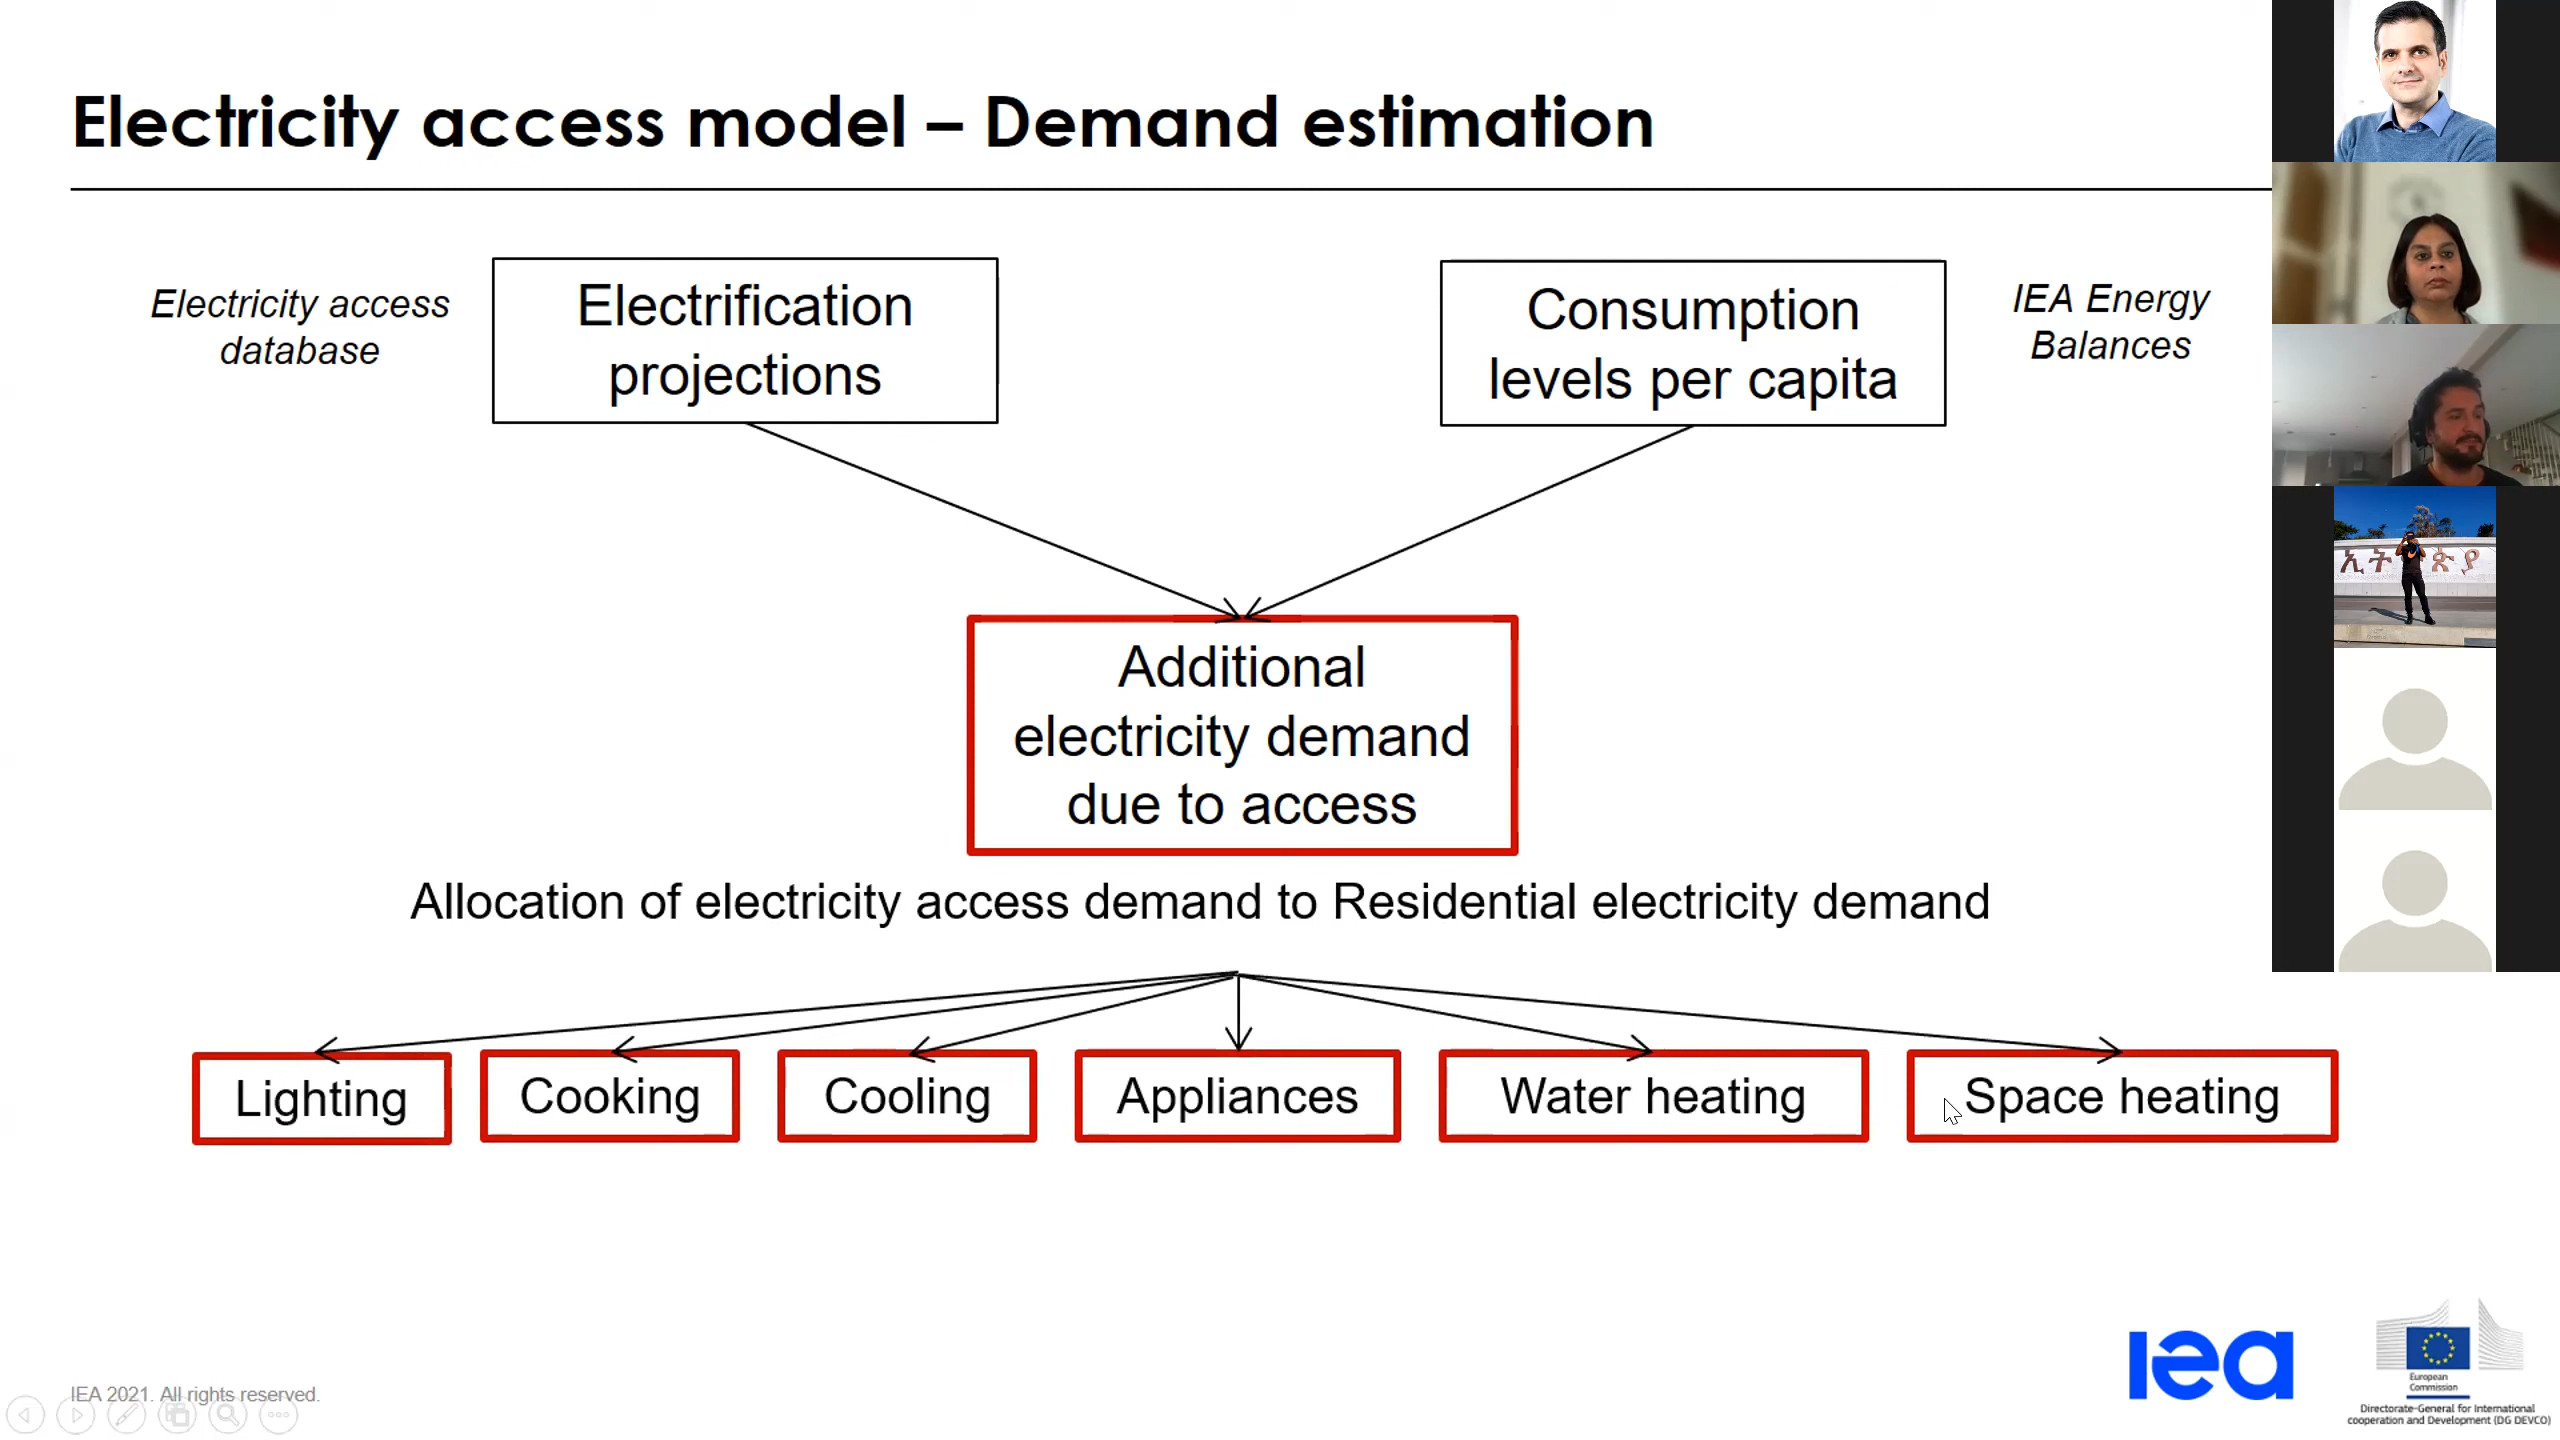 Electricity access model – Demand estimation
Electricity access
database
Electrification
projections
Consumption
levels per capita
IEA Energy
Balances
Additional
electricity demand
due to access
Allocation of electricity access demand to Residential electricity demand
Lighting
Cooking
Cooling
Appliances
Water heating
Space heating
IEA 2021. All rights reserved.
iea
European
Commission
Directorate-General for International
cooperation and Development (DG DEVCO)